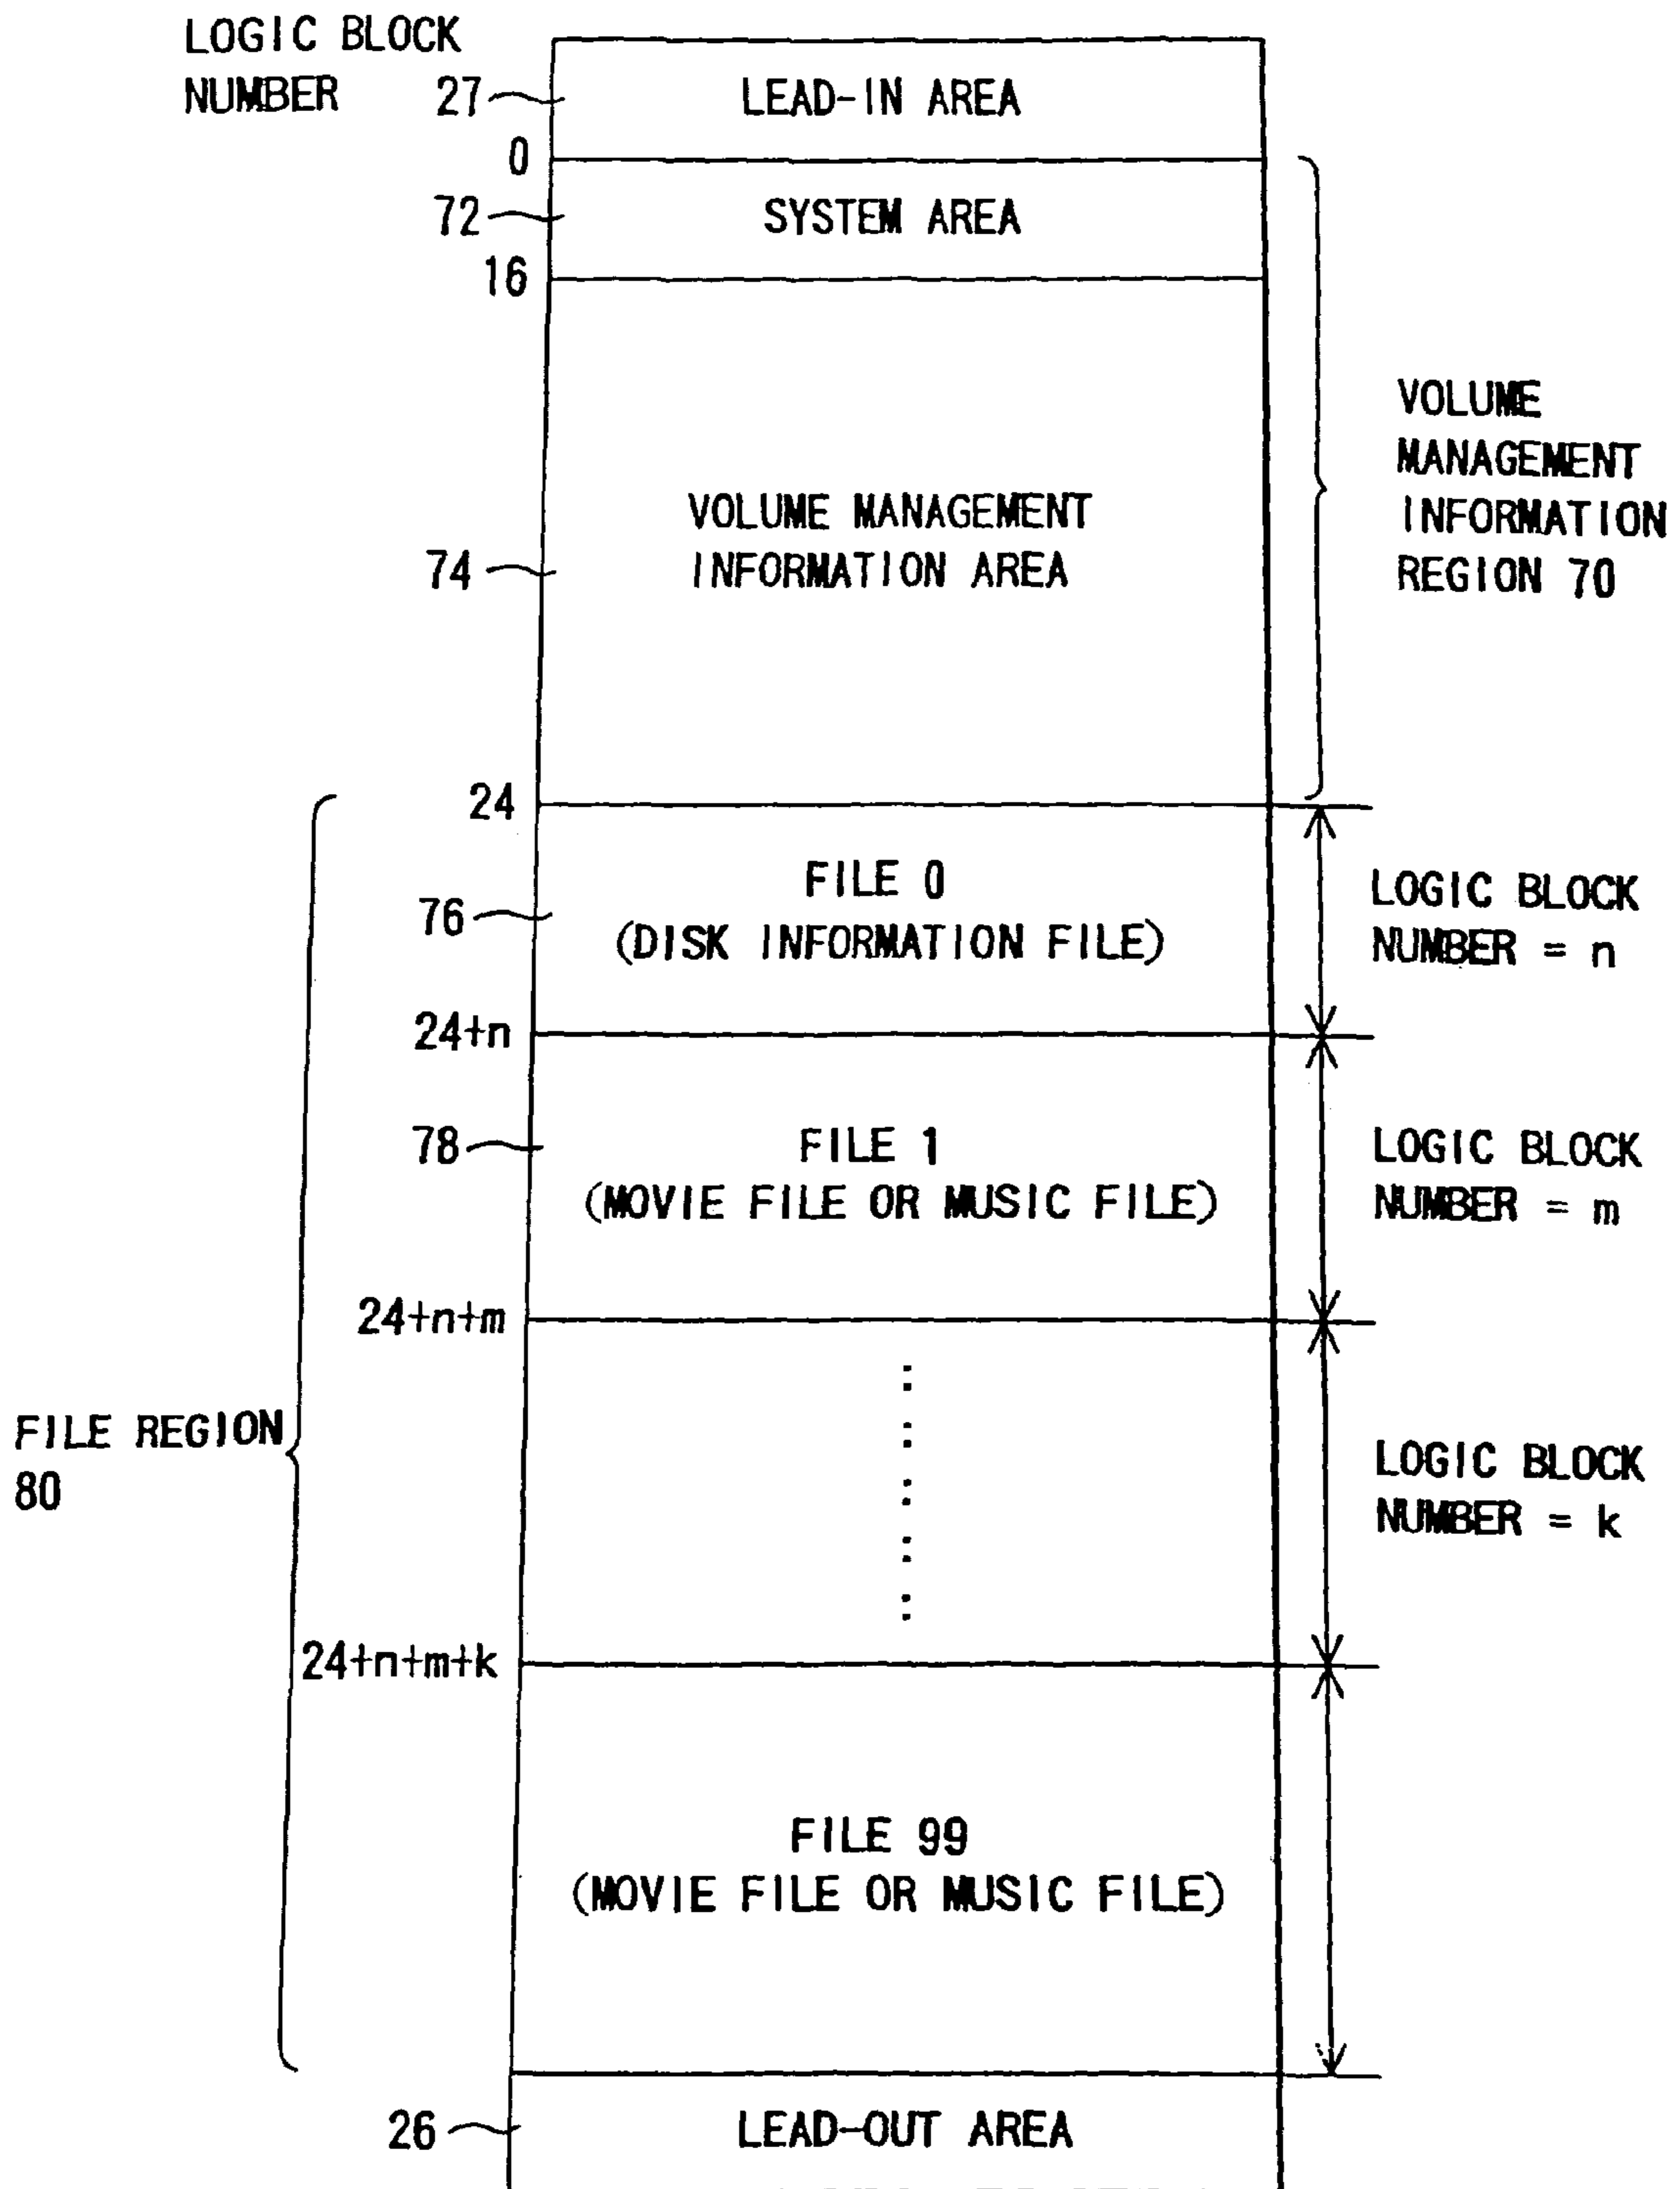 LOGIC BLOCK
NUMBER
27
LEAD-IN AREA
0
72
SYSTEM AREA
16
VOLUME
MANAGEMENT
INFORMATION
REGION 70
74
VOLUME MANAGEMENT
INFORMATION AREA
24
76
FILE 0
(DISK INFORMATION FILE)
LOGIC BLOCK
NUMBER = n
24+n
78
FILE 1
(MOVIE FILE OR MUSIC FILE)
LOGIC BLOCK
NUMBER = m
24+n+m
FILE REGION
80
LOGIC BLOCK
NUMBER = k
24+n+m+k
FILE 99
(MOVIE FILE OR MUSIC FILE)
26
LEAD-OUT AREA